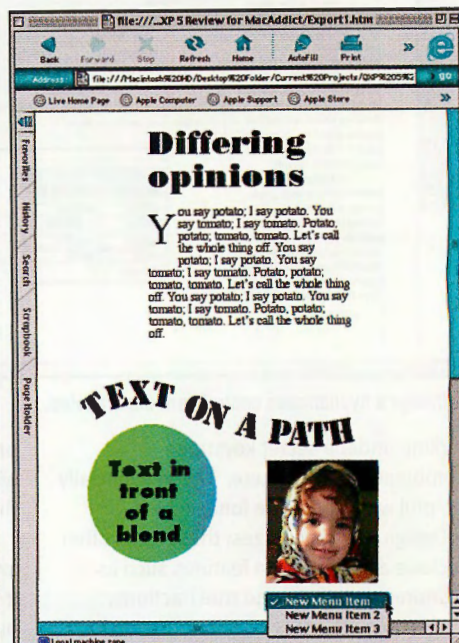 file:///...XP 5 Review for MacAddict/Export1.htm
Back Forward Stop Refresh Home AutoFill Print »
Address: file:///Macintosh%20HD/Desktop%20Folder/Current%20Projects/QXP%205%2 go
Live Home Page Apple Computer Apple Support Apple Store »
Favorites
History
Search
Scrapbook
Page Holder
Differing
opinions
You say potato; I say potato. You
say tomato; I say tomato. Potato,
potato; tomato, tomato. Let's call
the whole thing off. You say
potato; I say potato. You say
tomato; I say tomato. Potato, potato;
tomato, tomato. Let's call the whole thing
off. You say potato; I say potato. You say
tomato; I say tomato. Potato, potato;
tomato, tomato. Let's call the whole thing
off.
TEXT ON A PATH
Text in
front
of a
blend
✓ New Menu Item 1
New Menu Item 2
New Menu Item 3
Local machine zone